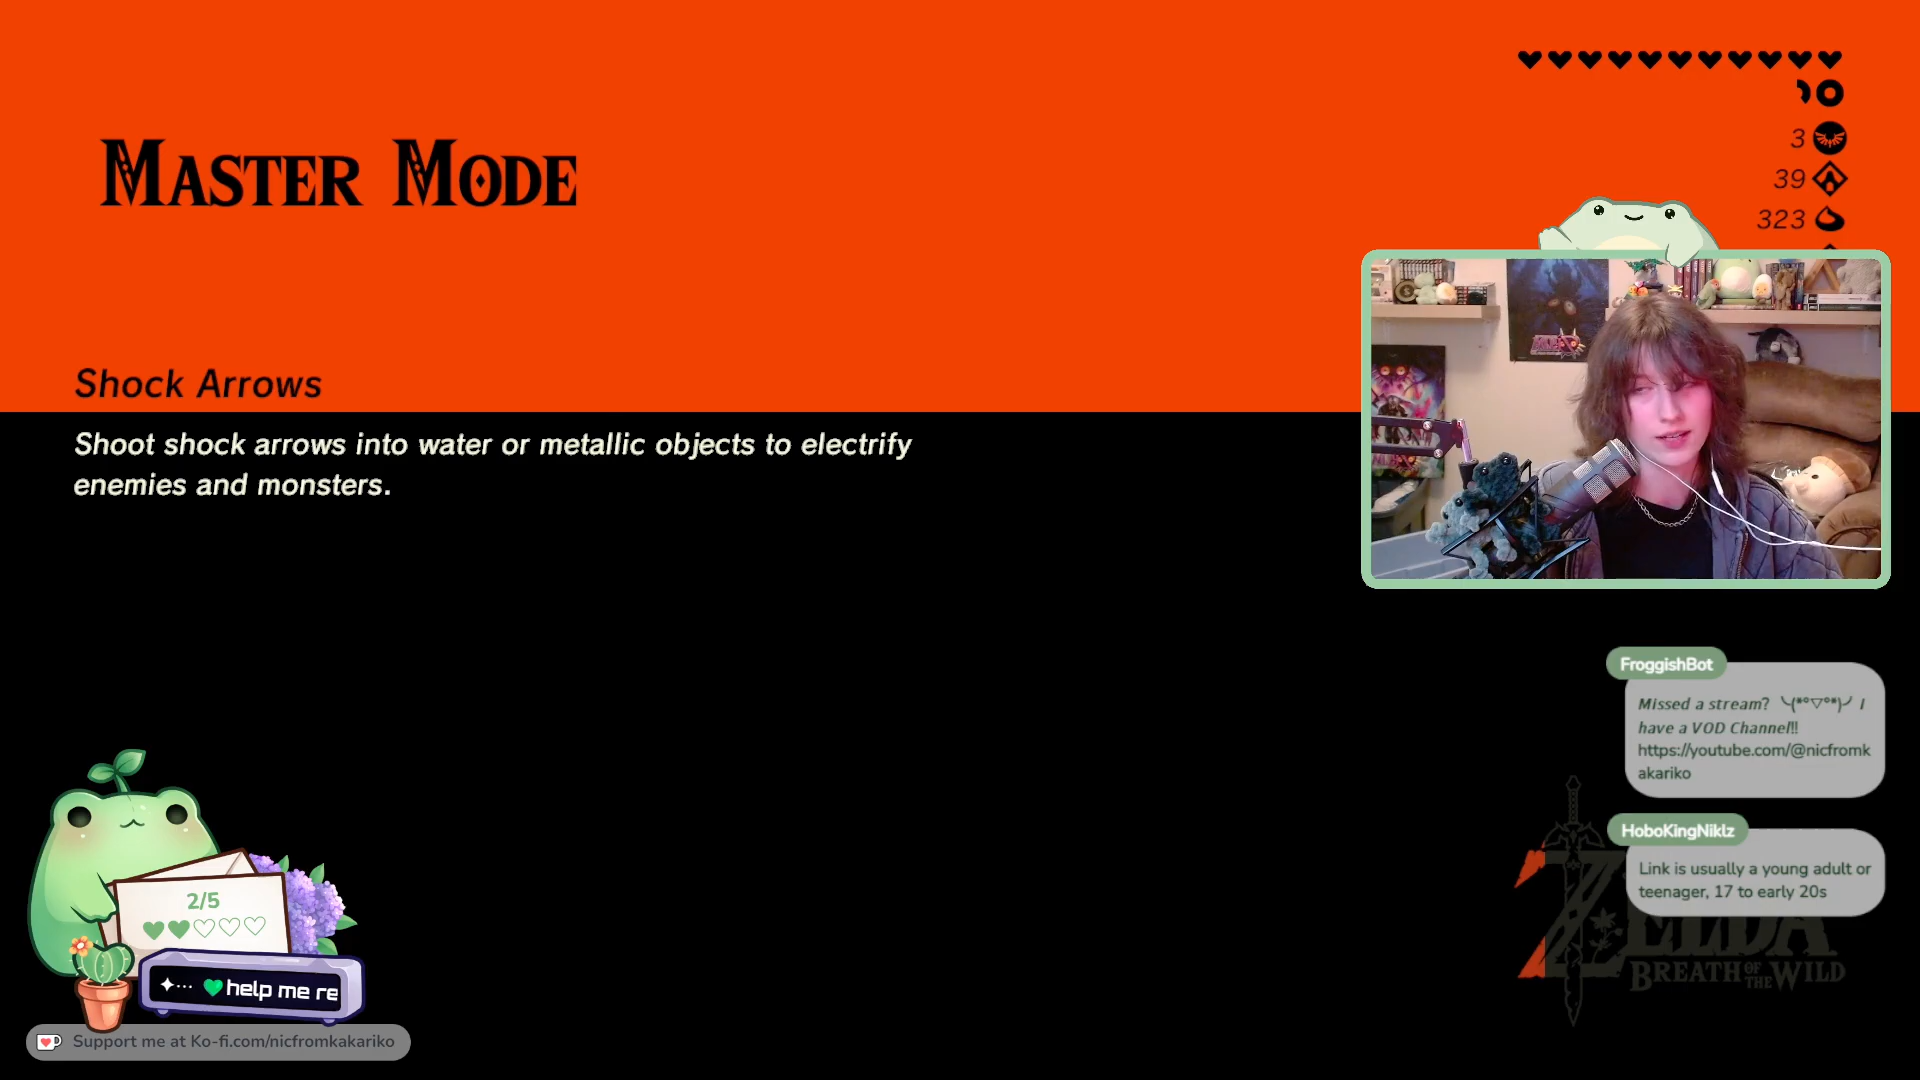 Master Mode
3
39
323
Shock Arrows
Shoot shock arrows into water or metallic objects to electrify
enemies and monsters.
FroggishBot
Missed a stream? ╰(*°▽°*)╯ I
have a VOD Channel!!
https://youtube.com/@nicfromk
akariko
HoboKingNiklz
Link is usually a young adult or
teenager, 17 to early 20s
ZELDA
BREATH OF THE WILD
2/5
✦··· 💚help me re
Support me at Ko-fi.com/nicfromkakariko